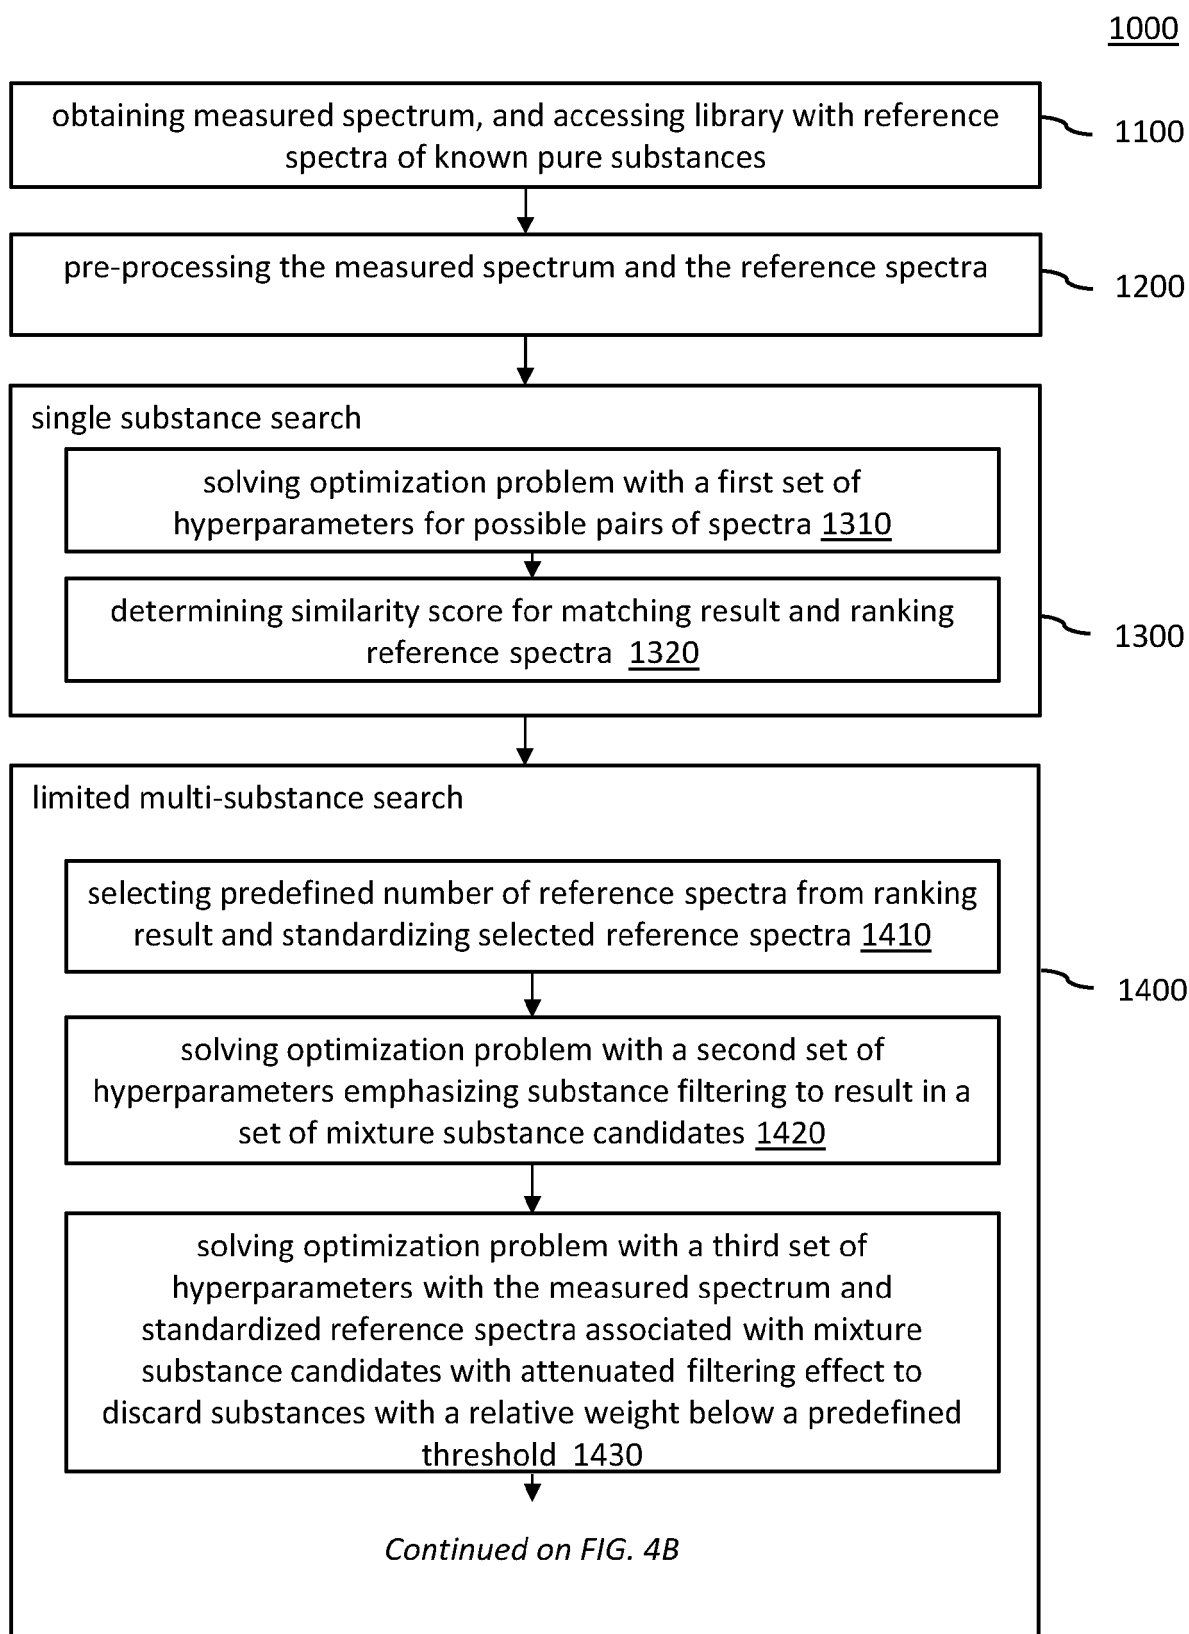 1000
obtaining measured spectrum, and accessing library with reference
spectra of known pure substances
1100
pre-processing the measured spectrum and the reference spectra
1200
single substance search
solving optimization problem with a first set of
hyperparameters for possible pairs of spectra 1310
determining similarity score for matching result and ranking
reference spectra 1320
1300
limited multi-substance search
selecting predefined number of reference spectra from ranking
result and standardizing selected reference spectra 1410
1400
solving optimization problem with a second set of
hyperparameters emphasizing substance filtering to result in a
set of mixture substance candidates 1420
solving optimization problem with a third set of
hyperparameters with the measured spectrum and
standardized reference spectra associated with mixture
substance candidates with attenuated filtering effect to
discard substances with a relative weight below a predefined
threshold 1430
Continued on FIG. 4B